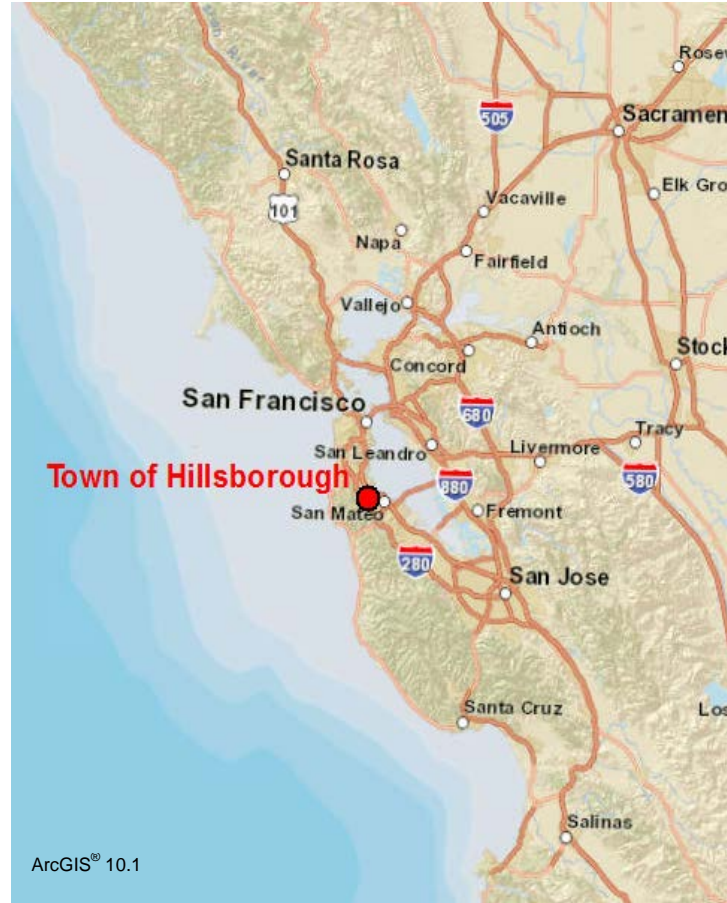 Rosev
505
Sacramen
Santa Rosa
Elk Gro
101
Vacaville
Napa
Fairfield
Vallejo
Antioch
Stock
Concord
San Francisco
680
Tracy
San Leandro
Livermore
Town of Hillsborough
880
580
San Mateo
Fremont
280
San Jose
Santa Cruz
Los
Salinas
ArcGIS® 10.1